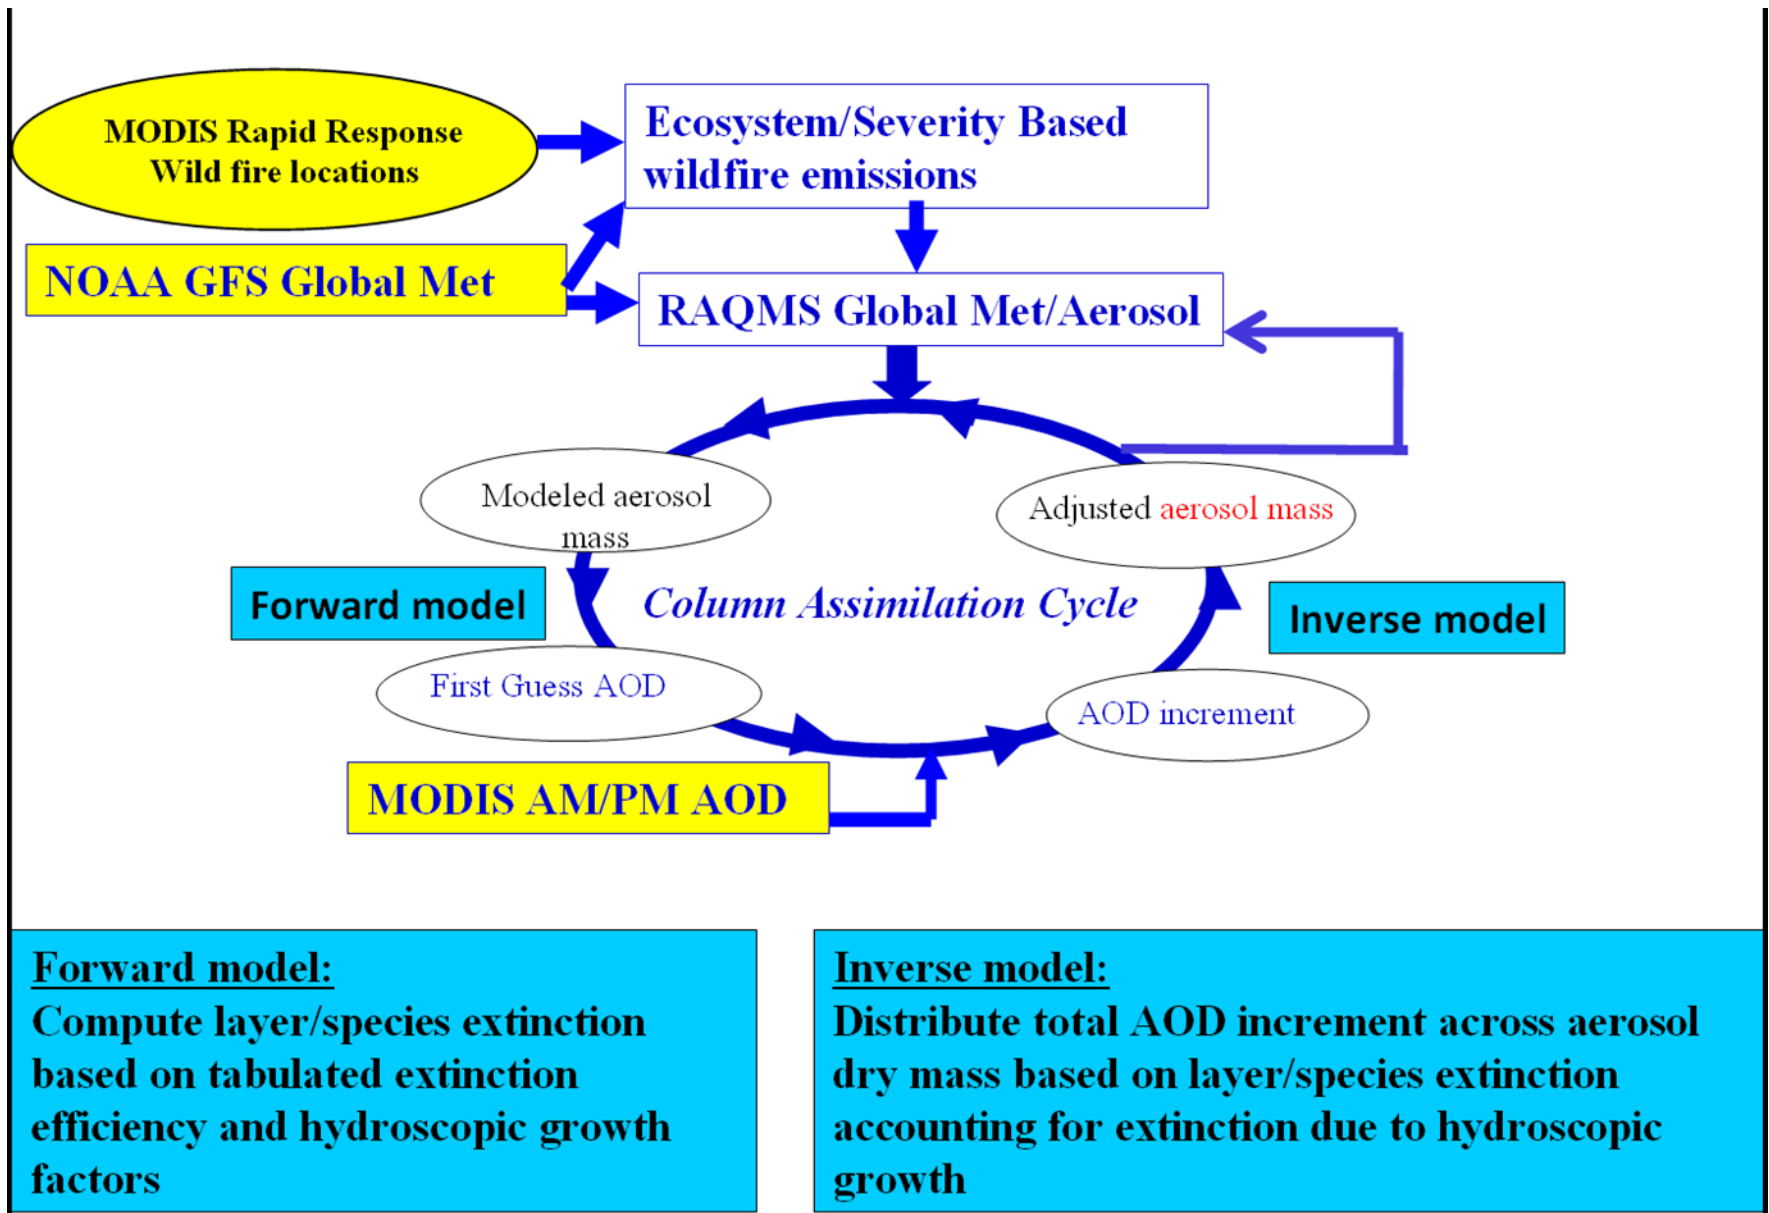 MODIS Rapid Response
Wild fire locations
Ecosystem/Severity Based
wildfire emissions
NOAA GFS Global Met
RAQMS Global Met/Aerosol
Modeled aerosol
mass
Adjusted aerosol mass
Forward model
Column Assimilation Cycle
Inverse model
First Guess AOD
AOD increment
MODIS AM/PM AOD
Forward model:
Compute layer/species extinction
based on tabulated extinction
efficiency and hydroscopic growth
factors
Inverse model:
Distribute total AOD increment across aerosol
dry mass based on layer/species extinction
accounting for extinction due to hydroscopic
growth